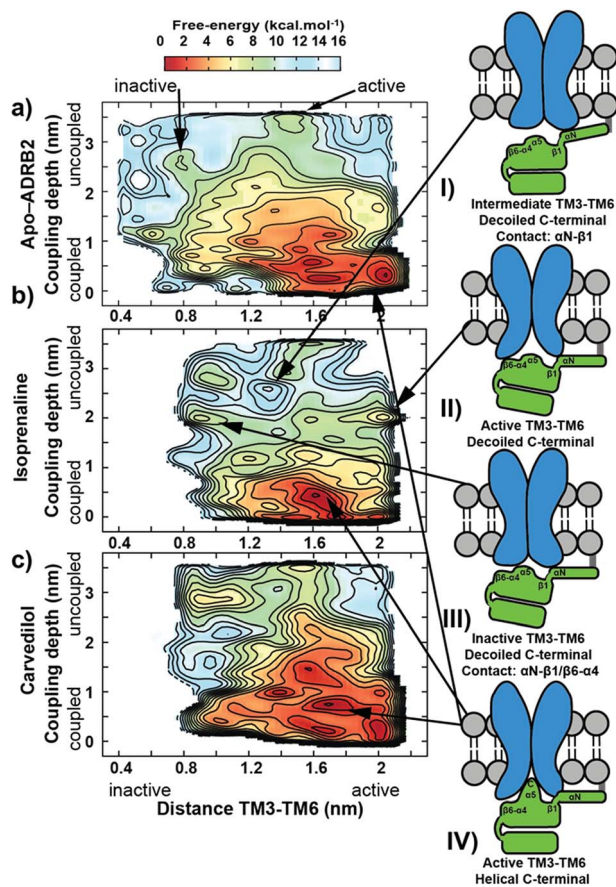 Free-energy (kcal.mol-1)
0 2 4 6 8 10 12 14 16
inactive
active
a)
Apo–ADRB2
Coupling depth (nm)
coupled
uncoupled
3
2
1
0
0.4 0.8 1.2 1.6 2
b)
Isoprenaline
Coupling depth (nm)
coupled
uncoupled
3
2
1
0
0.4 0.8 1.2 1.6 2
c)
Carvedilol
Coupling depth (nm)
coupled
uncoupled
3
2
1
0
0.4 0.8 1.2 1.6 2
inactive
active
Distance TM3-TM6 (nm)
β6-α4 α5 β1 αN
I)
Intermediate TM3-TM6
Decoiled C-terminal
Contact: αN-β1
β6-α4 α5 β1 αN
II)
Active TM3-TM6
Decoiled C-terminal
β6-α4 α5 β1 αN
III)
Inactive TM3-TM6
Decoiled C-terminal
Contact: αN-β1/β6-α4
C
α5
β6-α4 β1 αN
IV)
Active TM3-TM6
Helical C-terminal